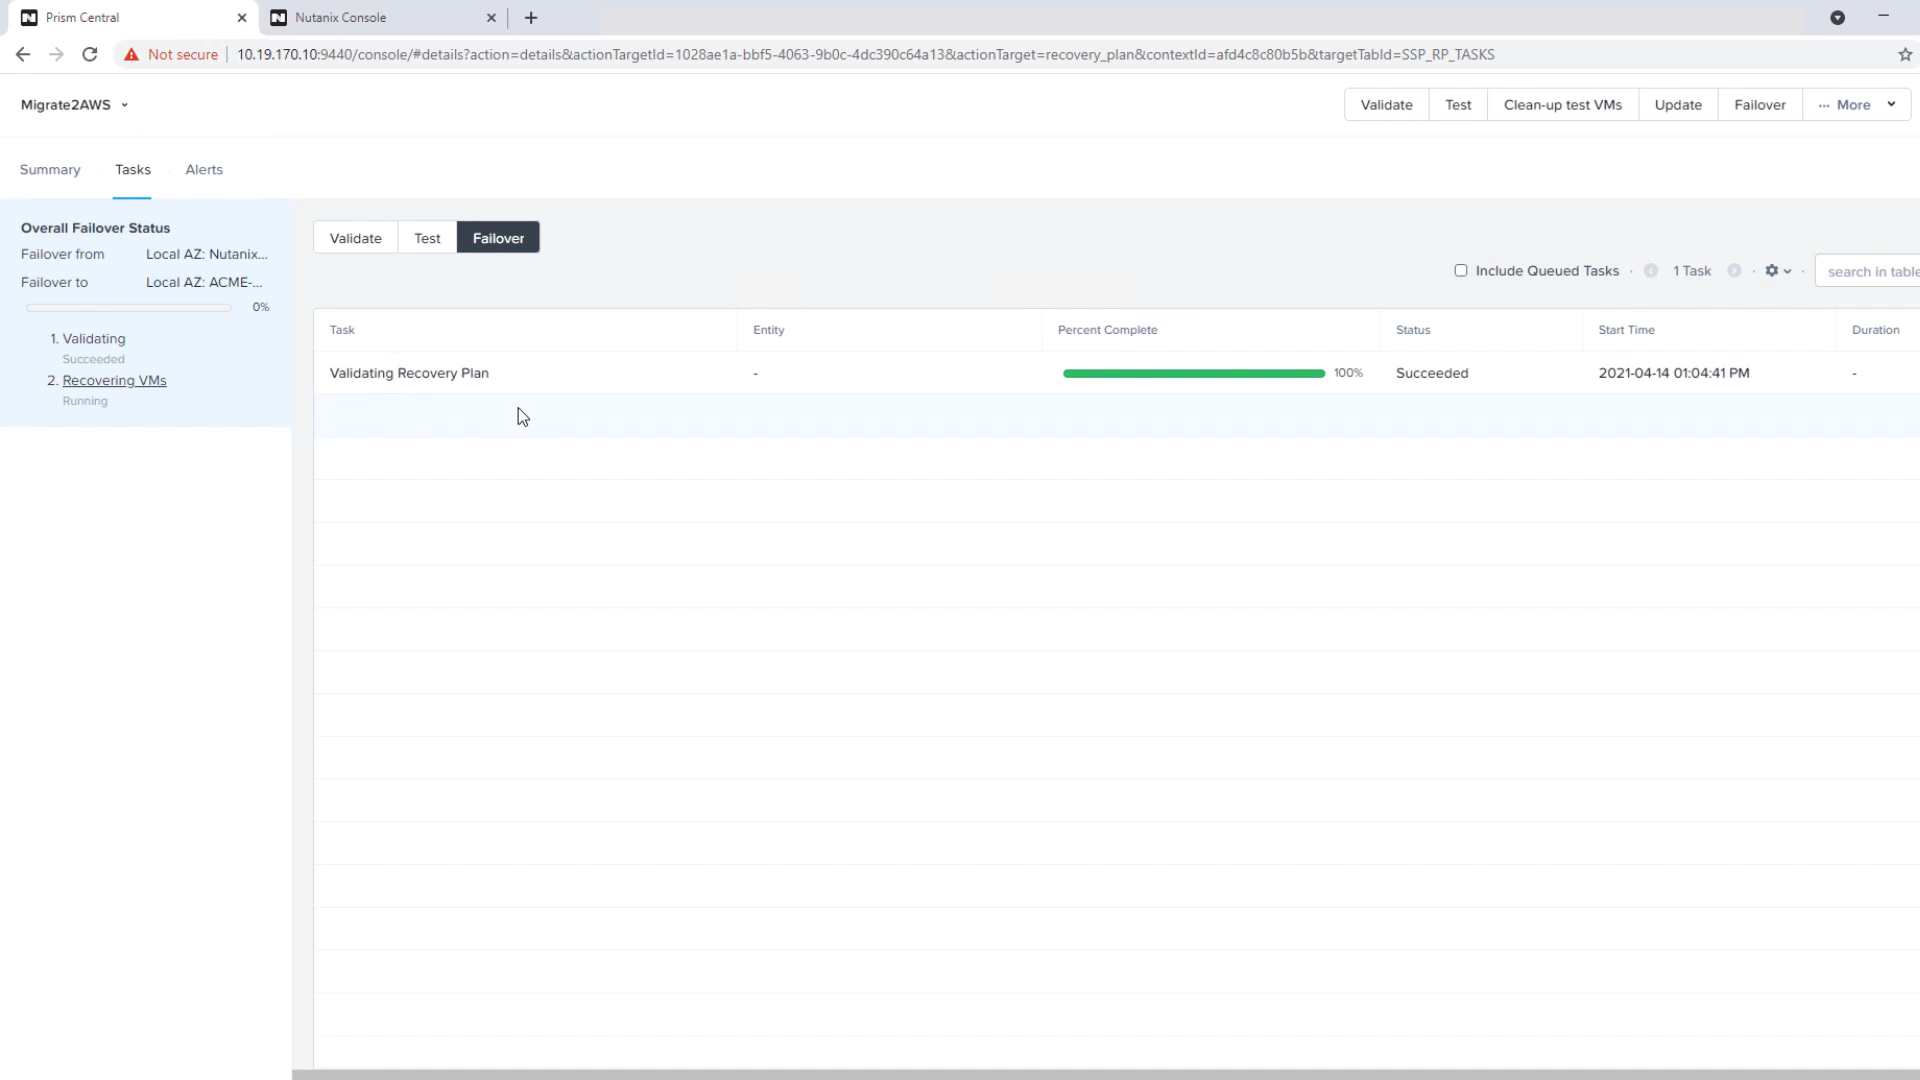 Prism Central
Nutanix Console
Not secure
10.19.170.10:9440/console/#details?action=details&actionTargetId=1028ae1a-bbf5-4063-9b0c-4dc390c64a13&actionTarget=recovery_plan&contextId=afd4c8c80b5b&targetTabId=SSP_RP_TASKS
Migrate2AWS
Validate Test Clean-up test VMs Update Failover ··· More
Summary Tasks Alerts
Overall Failover Status
Failover from Local AZ: Nutanix...
Failover to Local AZ: ACME-...
0%
1. Validating
Succeeded
2. Recovering VMs
Running
Validate Test Failover
Include Queued Tasks · 1 Task · · search in table
Task Entity Percent Complete Status Start Time Duration
Validating Recovery Plan - 100% Succeeded 2021-04-14 01:04:41 PM -